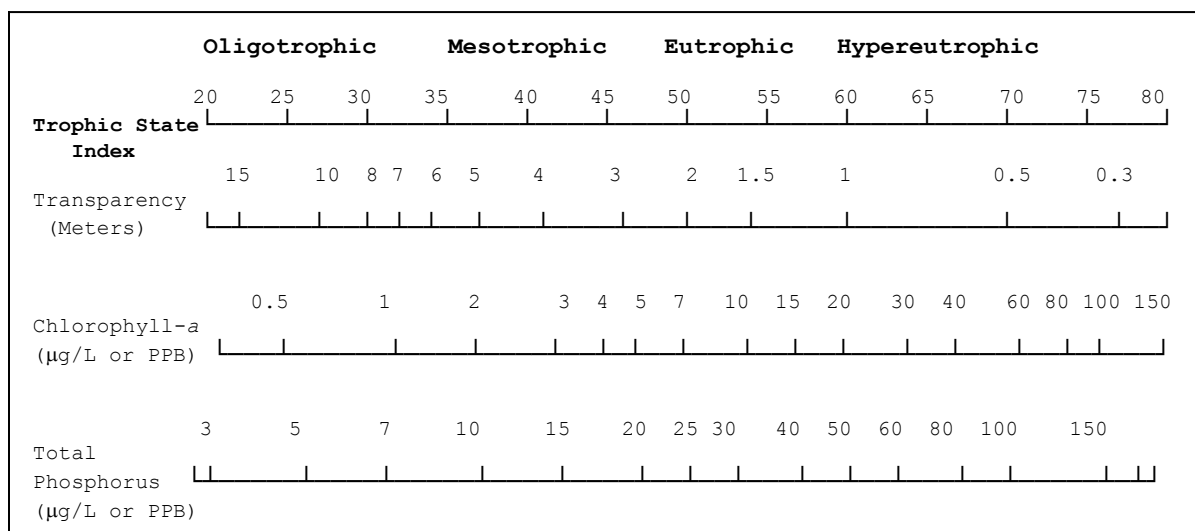 Oligotrophic Mesotrophic Eutrophic Hypereutrophic
20 25 30 35 40 45 50 55 60 65 70 75 80
Trophic State
Index
15 10 8 7 6 5 4 3 2 1.5 1 0.5 0.3
Transparency
(Meters)
0.5 1 2 3 4 5 7 10 15 20 30 40 60 80 100 150
Chlorophyll-a
(μg/L or PPB)
3 5 7 10 15 20 25 30 40 50 60 80 100 150
Total
Phosphorus
(μg/L or PPB)